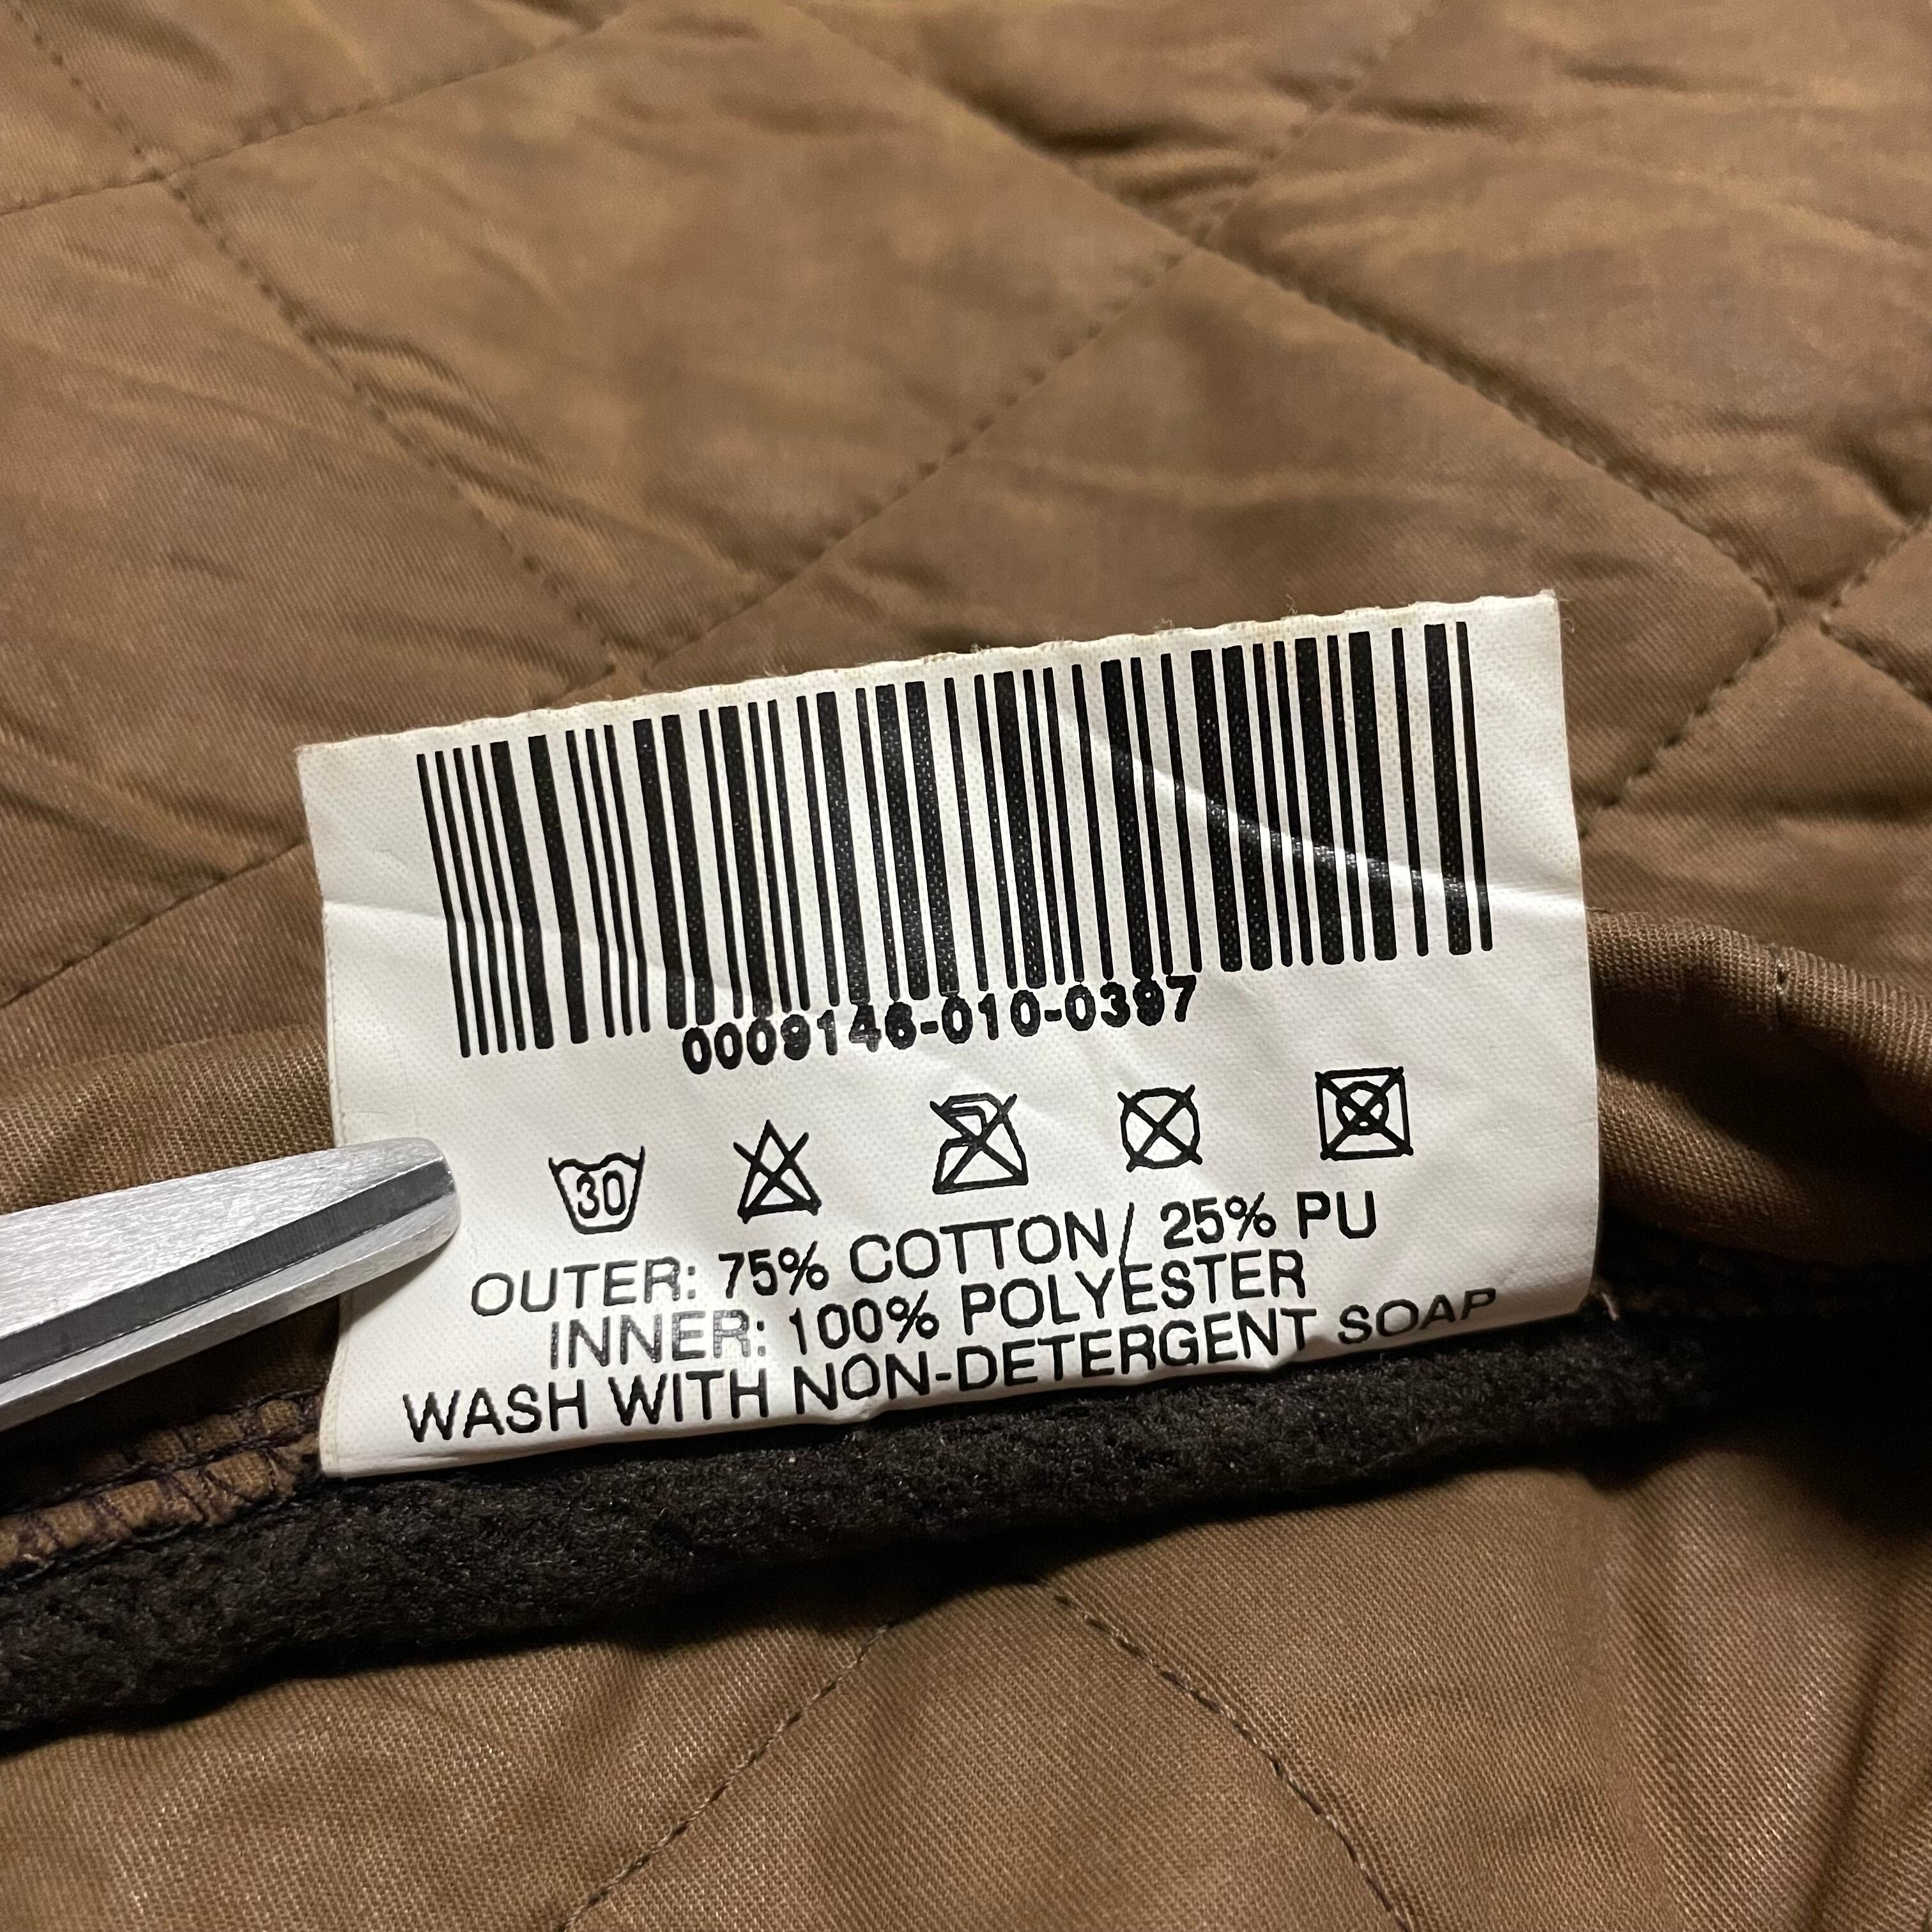 0009146-010-0397
30
OUTER: 75% COTTON/ 25% PU
INNER: 100% POLYESTER
WASH WITH NON-DETERGENT SOAP